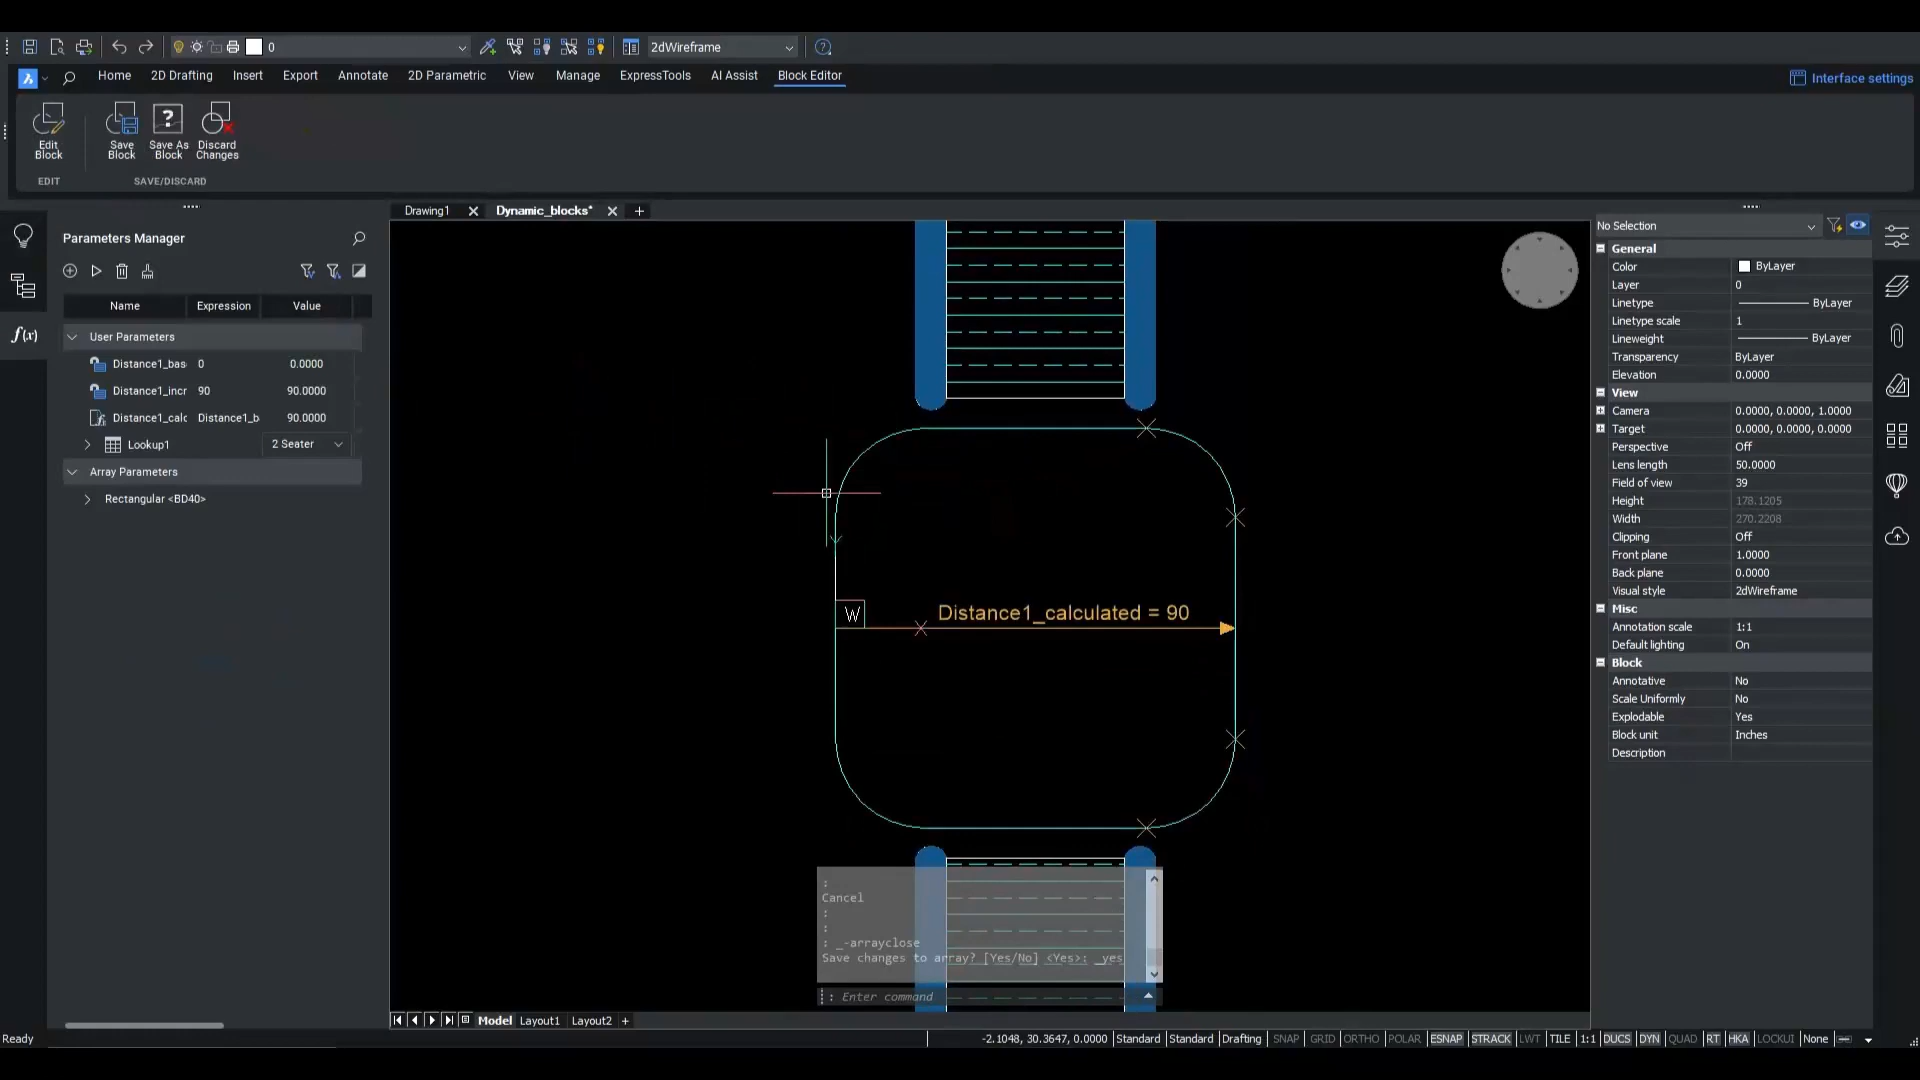 0
2dWireframe
Home
2D Drafting
Insert
Export
Annotate
2D Parametric
View
Manage
ExpressTools
AI Assist
Block Editor
Interface settings
Edit Block
Save Block
Save As Block
Discard Changes
EDIT
SAVE/DISCARD
Drawing1
Dynamic_blocks*
Parameters Manager
Name Expression Value
User Parameters
Distance1_bas 0 0.0000
Distance1_incr 90 90.0000
Distance1_calc Distance1_b 90.0000
Lookup1 2 Seater
Array Parameters
Rectangular <BD40>
f(x)
W
Distance1_calculated = 90
:
Cancel
:
:
: _-arrayclose
Save changes to array? [Yes/No] <Yes>: _yes
: Enter command
No Selection
General
Color ByLayer
Layer 0
Linetype ByLayer
Linetype scale 1
Lineweight ByLayer
Transparency ByLayer
Elevation 0.0000
View
Camera 0.0000, 0.0000, 1.0000
Target 0.0000, 0.0000, 0.0000
Perspective Off
Lens length 50.0000
Field of view 39
Height 178.1205
Width 270.2208
Clipping Off
Front plane 1.0000
Back plane 0.0000
Visual style 2dWireframe
Misc
Annotation scale 1:1
Default lighting On
Block
Annotative No
Scale Uniformly No
Explodable Yes
Block unit Inches
Description
Model Layout1 Layout2 +
Ready
-2.1048, 30.3647, 0.0000 Standard Standard Drafting SNAP GRID ORTHO POLAR ESNAP STRACK LWT TILE 1:1 DUCS DYN QUAD RT HKA LOCKUI None